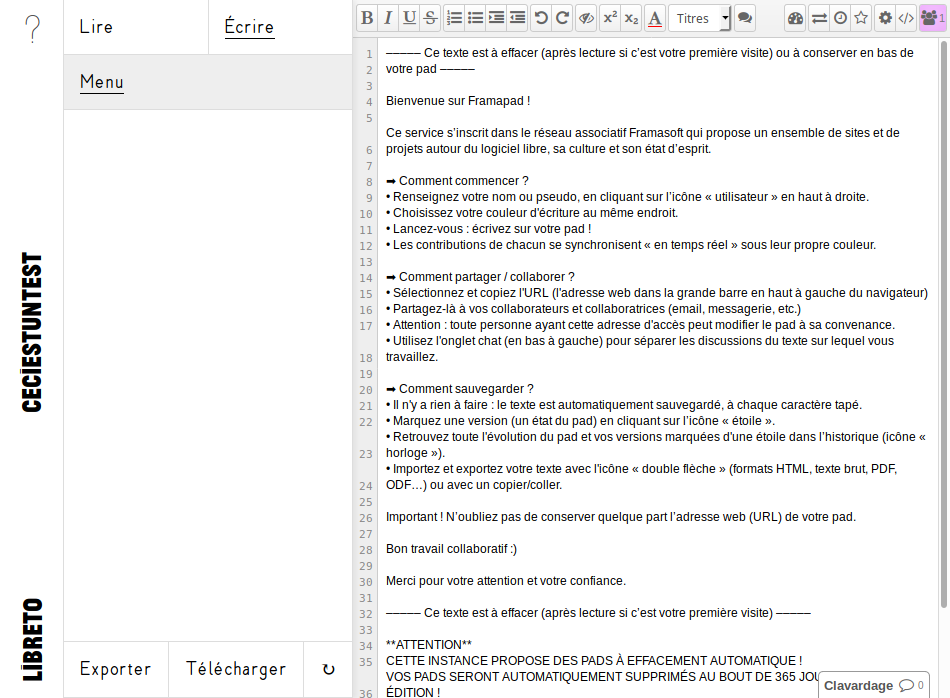 ?
Lire
Écrire
Menu
CECIESTUNTEST
LIBRETO
Exporter
Télécharger
↻
B I U S
x² x₂ A Titres
1
1 ––––– Ce texte est à effacer (après lecture si c’est votre première visite) ou à conserver en bas de
2 votre pad –––––
3
4 Bienvenue sur Framapad !
5
Ce service s’inscrit dans le réseau associatif Framasoft qui propose un ensemble de sites et de
6 projets autour du logiciel libre, sa culture et son état d’esprit.
7
8 ➡ Comment commencer ?
9 • Renseignez votre nom ou pseudo, en cliquant sur l’icône « utilisateur » en haut à droite.
10 • Choisissez votre couleur d'écriture au même endroit.
11 • Lancez-vous : écrivez sur votre pad !
12 • Les contributions de chacun se synchronisent « en temps réel » sous leur propre couleur.
13
14 ➡ Comment partager / collaborer ?
15 • Sélectionnez et copiez l'URL (l'adresse web dans la grande barre en haut à gauche du navigateur)
16 • Partagez-là à vos collaborateurs et collaboratrices (email, messagerie, etc.)
17 • Attention : toute personne ayant cette adresse d'accès peut modifier le pad à sa convenance.
• Utilisez l'onglet chat (en bas à gauche) pour séparer les discussions du texte sur lequel vous
18 travaillez.
19
20 ➡ Comment sauvegarder ?
21 • Il n'y a rien à faire : le texte est automatiquement sauvegardé, à chaque caractère tapé.
22 • Marquez une version (un état du pad) en cliquant sur l’icône « étoile ».
• Retrouvez toute l'évolution du pad et vos versions marquées d'une étoile dans l’historique (icône «
23 horloge »).
• Importez et exportez votre texte avec l'icône « double flèche » (formats HTML, texte brut, PDF,
24 ODF…) ou avec un copier/coller.
25
26 Important ! N’oubliez pas de conserver quelque part l’adresse web (URL) de votre pad.
27
28 Bon travail collaboratif :)
29
30 Merci pour votre attention et votre confiance.
31
32 ––––– Ce texte est à effacer (après lecture si c’est votre première visite) –––––
33
34 **ATTENTION**
35 CETTE INSTANCE PROPOSE DES PADS À EFFACEMENT AUTOMATIQUE !
VOS PADS SERONT AUTOMATIQUEMENT SUPPRIMÉS AU BOUT DE 365
36 ÉDITION !
Clavardage 0